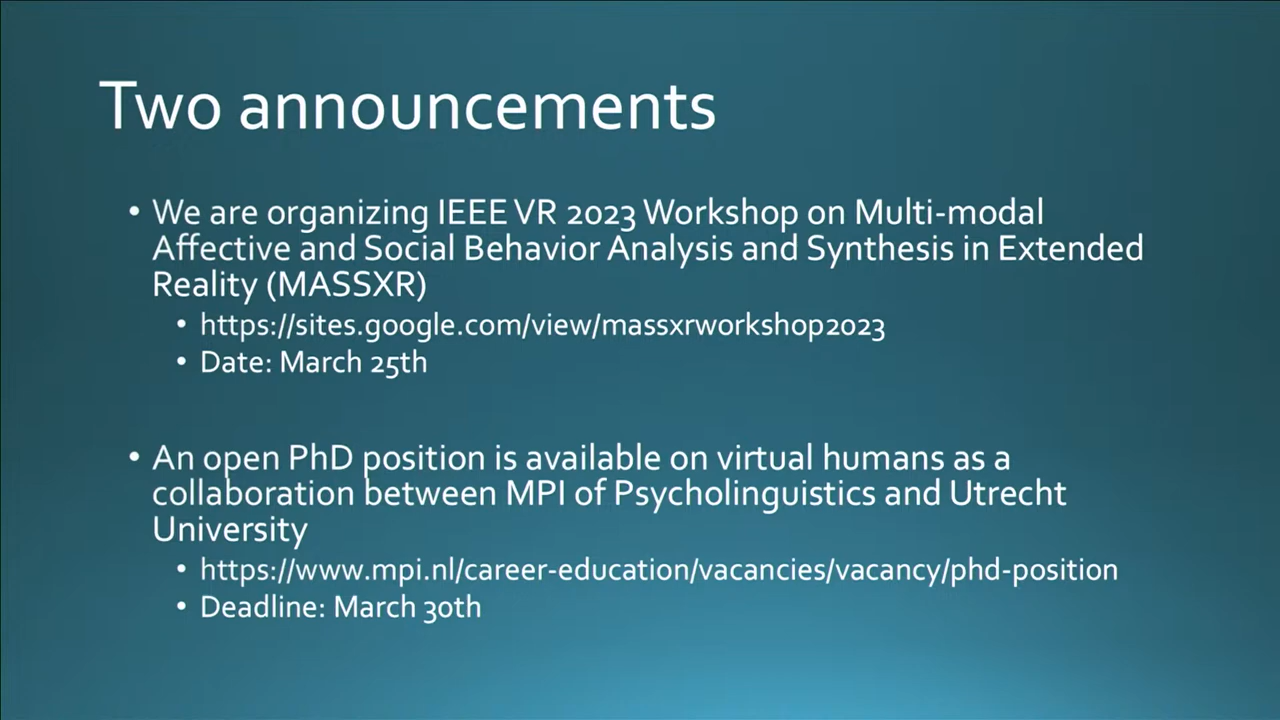 Two announcements
• We are organizing IEEE VR 2023 Workshop on Multi-modal
Affective and Social Behavior Analysis and Synthesis in Extended
Reality (MASSXR)
• https://sites.google.com/view/massxrworkshop2023
• Date: March 25th
• An open PhD position is available on virtual humans as a
collaboration between MPI of Psycholinguistics and Utrecht
University
• https://www.mpi.nl/career-education/vacancies/vacancy/phd-position
• Deadline: March 30th